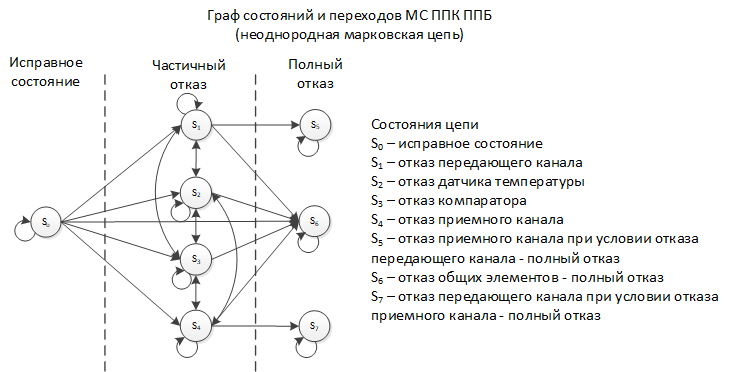 Граф состояний и переходов МС ППК ППБ
(неоднородная марковская цепь)
Исправное
состояние
Частичный
отказ
Полный
отказ
S₁
S₅
S₂
S₀
S₆
S₃
S₄
S₇
Состояния цепи
S₀ – исправное состояние
S₁ – отказ передающего канала
S₂ – отказ датчика температуры
S₃ – отказ компаратора
S₄ – отказ приемного канала
S₅ – отказ приемного канала при условии отказа
передающего канала - полный отказ
S₆ – отказ общих элементов - полный отказ
S₇ – отказ передающего канала при условии отказа
приемного канала - полный отказ